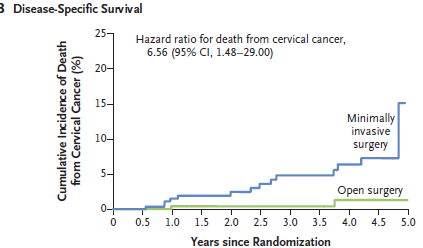 B Disease-Specific Survival
Cumulative Incidence of Death
from Cervical Cancer (%)
25
20
15
10
5
0
Hazard ratio for death from cervical cancer,
6.56 (95% CI, 1.48–29.00)
Minimally
invasive
surgery
Open surgery
0 0.5 1.0 1.5 2.0 2.5 3.0 3.5 4.0 4.5 5.0
Years since Randomization